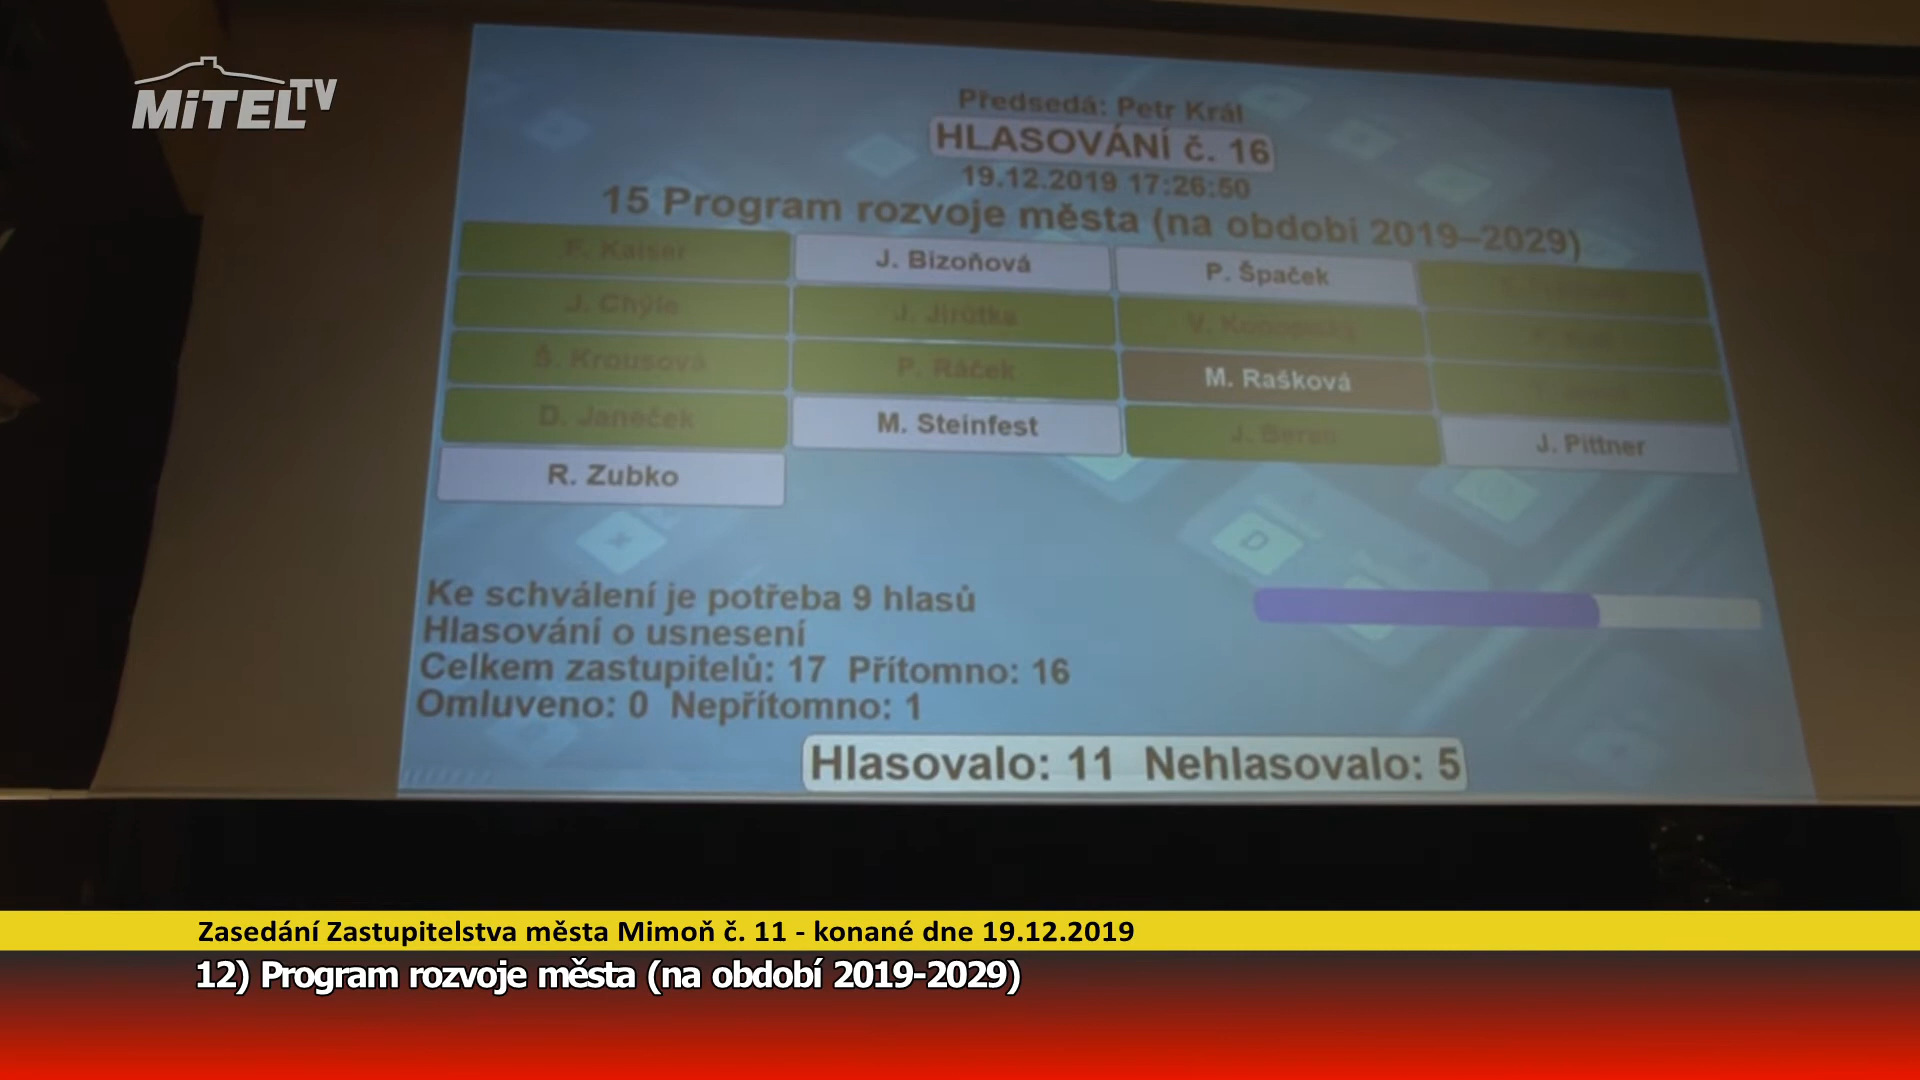 MiTEL TV
Předsedá: Petr Král
HLASOVÁNÍ č. 16
19.12.2019 17:26:50
15 Program rozvoje města (na období 2019–2029)
F. Kaiser J. Bizoňová P. Špaček
J. Chýle J. Jirůtka V. Konopiský
Š. Krousová P. Ráček M. Rašková
D. Janeček M. Steinfest J. Beran J. Pittner
R. Zubko
Ke schválení je potřeba 9 hlasů
Hlasování o usnesení
Celkem zastupitelů: 17 Přítomno: 16
Omluveno: 0 Nepřítomno: 1
Hlasovalo: 11 Nehlasovalo: 5
Zasedání Zastupitelstva města Mimoň č. 11 - konané dne 19.12.2019
12) Program rozvoje města (na období 2019-2029)